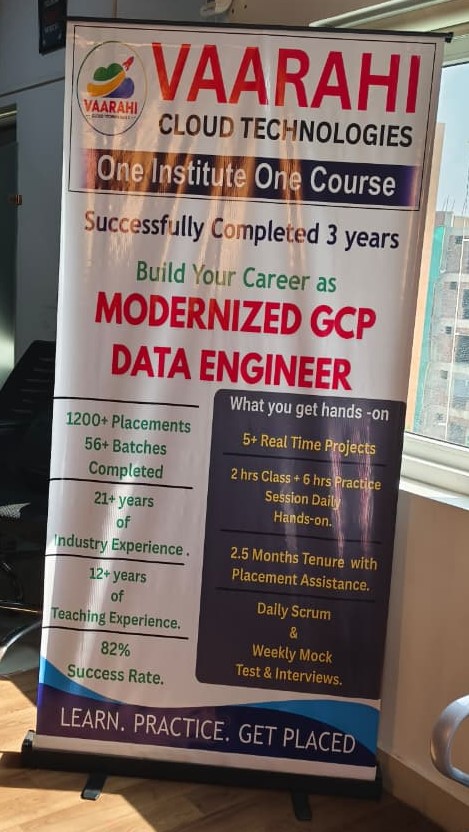 VAARAHI
CLOUD TECHNOLOGIES
VAARAHI
CLOUD TECHNOLOGIES
One Institute One Course
Successfully Completed 3 years
Build Your Career as
MODERNIZED GCP
DATA ENGINEER
1200+ Placements
56+ Batches
Completed
21+ years
of
Industry Experience .
12+ years
of
Teaching Experience.
82%
Success Rate.
What you get hands -on
5+ Real Time Projects
2 hrs Class + 6 hrs Practice
Session Daily
Hands-on.
2.5 Months Tenure with
Placement Assistance.
Daily Scrum
&
Weekly Mock
Test & Interviews.
LEARN. PRACTICE. GET PLACED